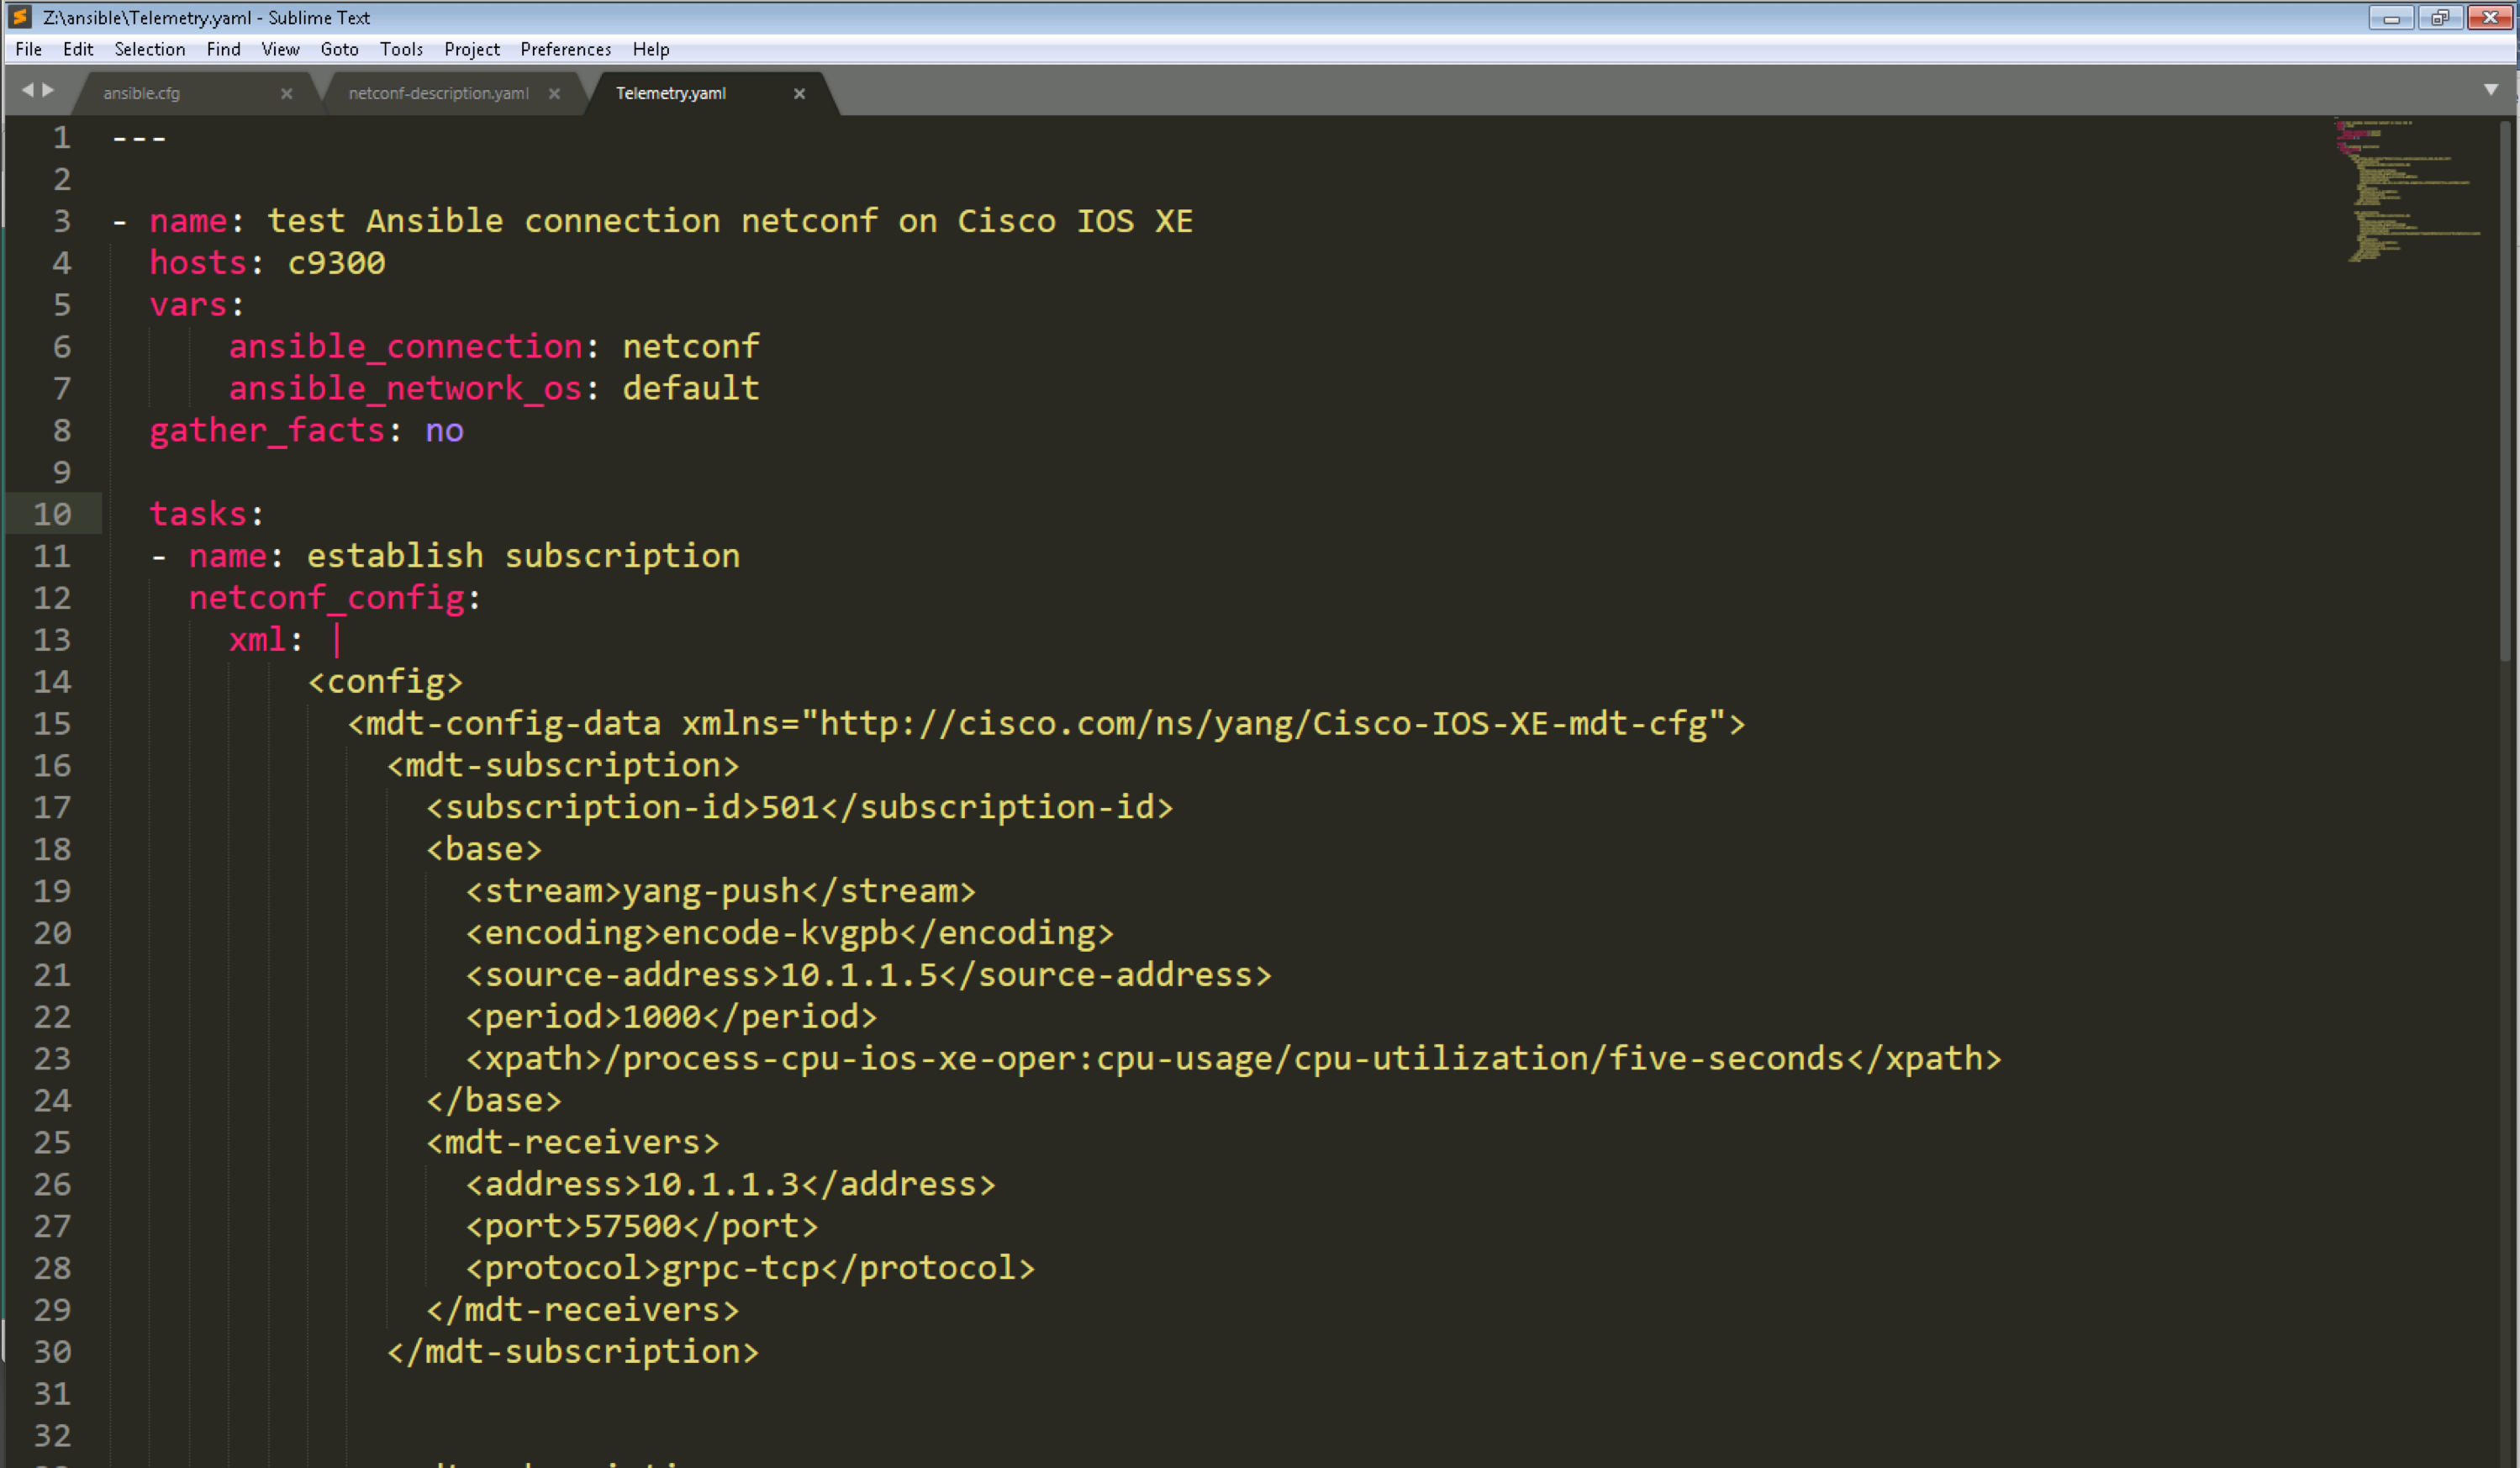 Z:\ansible\Telemetry.yaml - Sublime Text
File Edit Selection Find View Goto Tools Project Preferences Help
ansible.cfg × netconf-description.yaml × Telemetry.yaml ×
1 ---
2
3 - name: test Ansible connection netconf on Cisco IOS XE
4 hosts: c9300
5 vars:
6 ansible_connection: netconf
7 ansible_network_os: default
8 gather_facts: no
9
10 tasks:
11 - name: establish subscription
12 netconf_config:
13 xml: |
14 <config>
15 <mdt-config-data xmlns="http://cisco.com/ns/yang/Cisco-IOS-XE-mdt-cfg">
16 <mdt-subscription>
17 <subscription-id>501</subscription-id>
18 <base>
19 <stream>yang-push</stream>
20 <encoding>encode-kvgpb</encoding>
21 <source-address>10.1.1.5</source-address>
22 <period>1000</period>
23 <xpath>/process-cpu-ios-xe-oper:cpu-usage/cpu-utilization/five-seconds</xpath>
24 </base>
25 <mdt-receivers>
26 <address>10.1.1.3</address>
27 <port>57500</port>
28 <protocol>grpc-tcp</protocol>
29 </mdt-receivers>
30 </mdt-subscription>
31
32